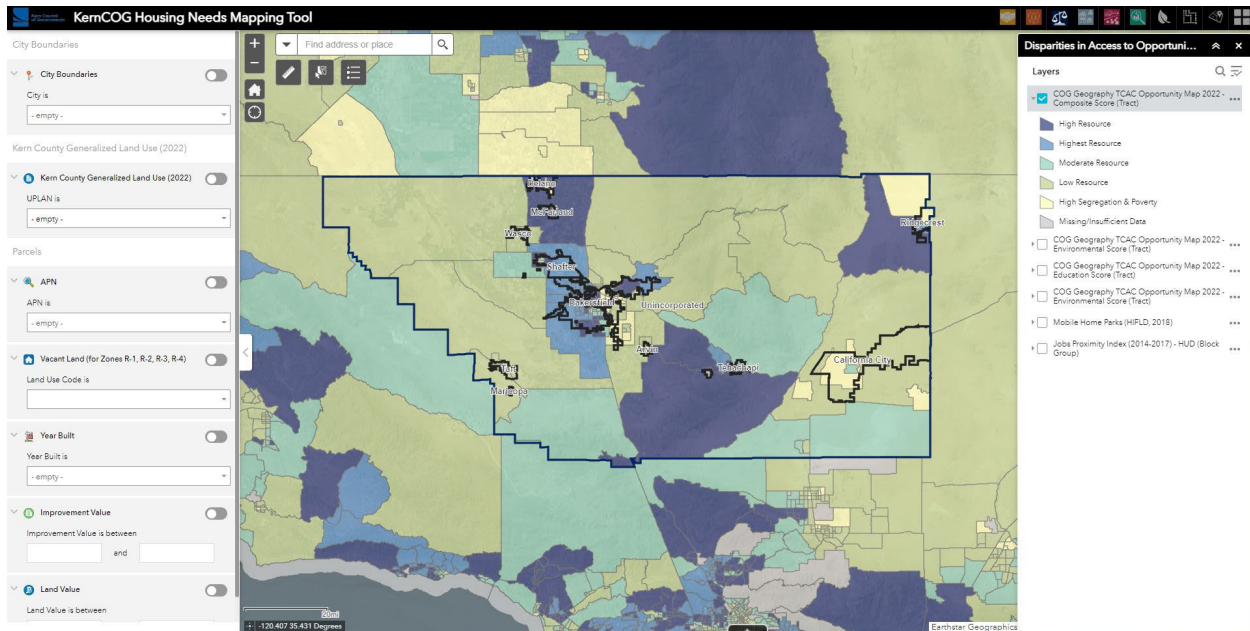 Kern Council
of Governments
KernCOG Housing Needs Mapping Tool
City Boundaries
City Boundaries
City is
- empty -
Kern County Generalized Land Use (2022)
Kern County Generalized Land Use (2022)
UPLAN is
- empty -
Parcels
APN
APN is
- empty -
Vacant Land (for Zones R-1, R-2, R-3, R-4)
Land Use Code is
Year Built
Year Built is
- empty -
Improvement Value
Improvement Value is between
and
Land Value
Land Value is between
+
−
Find address or place
Delano
McFarland
Wasco
Shafter
Bakersfield
Unincorporated
Arvin
Taft
Maricopa
Tehachapi
California City
Ridgecrest
20mi
-120.407 35.431 Degrees
Earthstar Geographics
Disparities in Access to Opportuni...
Layers
COG Geography TCAC Opportunity Map 2022 -
Composite Score (Tract)
High Resource
Highest Resource
Moderate Resource
Low Resource
High Segregation & Poverty
Missing/Insufficient Data
COG Geography TCAC Opportunity Map 2022 -
Environmental Score (Tract)
COG Geography TCAC Opportunity Map 2022 -
Education Score (Tract)
COG Geography TCAC Opportunity Map 2022 -
Environmental Score (Tract)
Mobile Home Parks (HIFLD, 2018)
Jobs Proximity Index (2014-2017) - HUD (Block
Group)